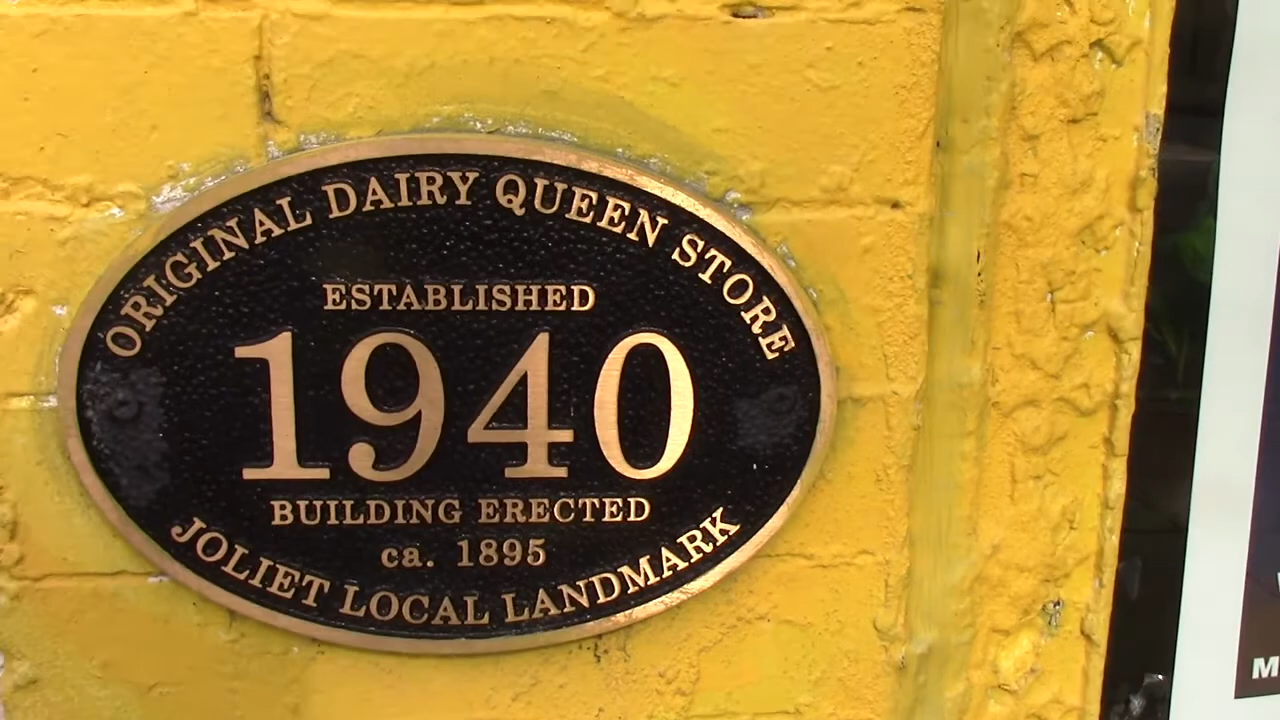 ORIGINAL DAIRY QUEEN STORE
ESTABLISHED
1940
BUILDING ERECTED
ca. 1895
JOLIET LOCAL LANDMARK